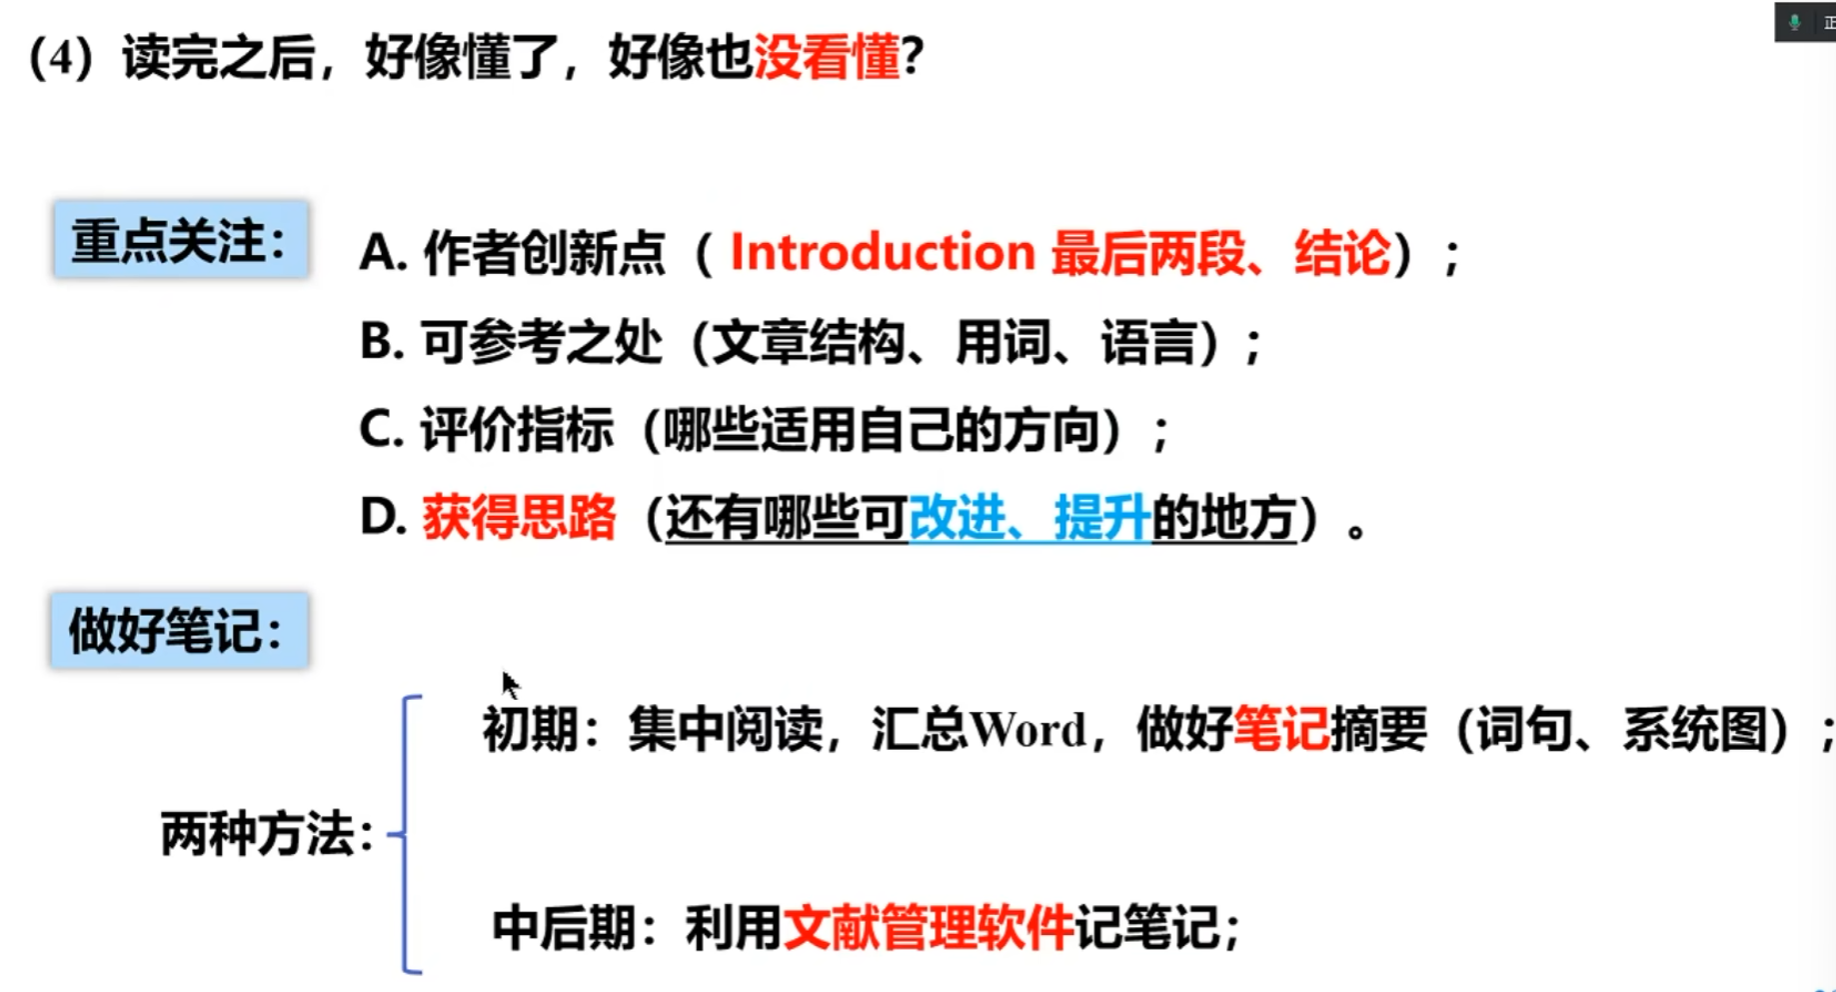 （4）读完之后，好像懂了，好像也没看懂？
正
重点关注：
A. 作者创新点（ Introduction 最后两段、结论）；
B. 可参考之处（文章结构、用词、语言）；
C. 评价指标（哪些适用自己的方向）；
D. 获得思路（还有哪些可改进、提升的地方）。
做好笔记：
初期：集中阅读，汇总Word，做好笔记摘要（词句、系统图）；
两种方法：
中后期：利用文献管理软件记笔记；